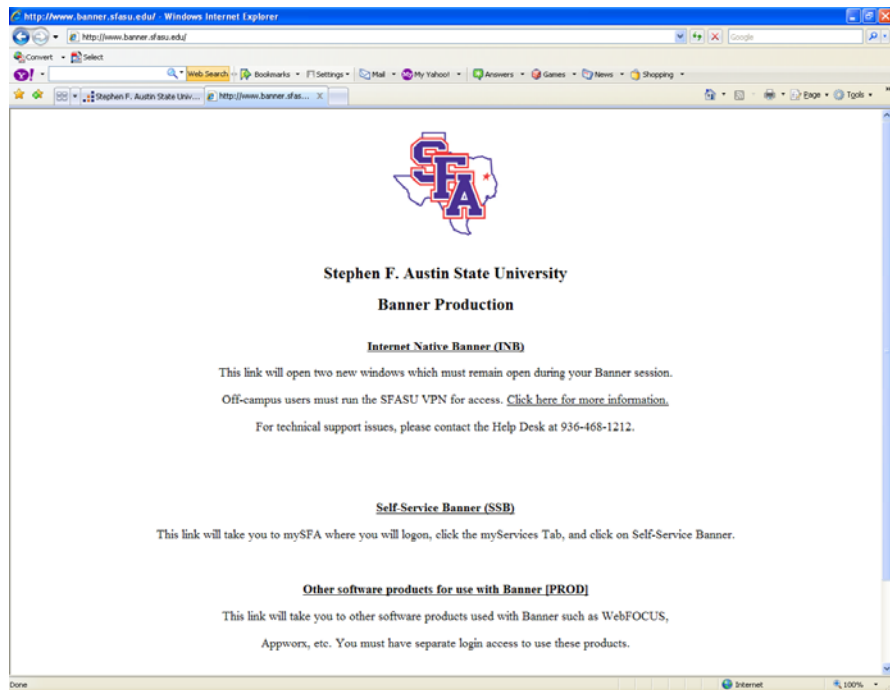 http://www.banner.sfasu.edu/ - Windows Internet Explorer
http://www.banner.sfasu.edu/
Google
Convert Select
Y! Web Search Bookmarks Settings Mail My Yahoo! Answers Games News Shopping
Stephen F. Austin State Univ... http://www.banner.sfas... X Page Tools
SFA
Stephen F. Austin State University
Banner Production
Internet Native Banner (INB)
This link will open two new windows which must remain open during your Banner session.
Off-campus users must run the SFASU VPN for access. Click here for more information.
For technical support issues, please contact the Help Desk at 936-468-1212.
Self-Service Banner (SSB)
This link will take you to mySFA where you will logon, click the myServices Tab, and click on Self-Service Banner.
Other software products for use with Banner [PROD]
This link will take you to other software products used with Banner such as WebFOCUS,
Appworx, etc. You must have separate login access to use these products.
Done Internet 100%